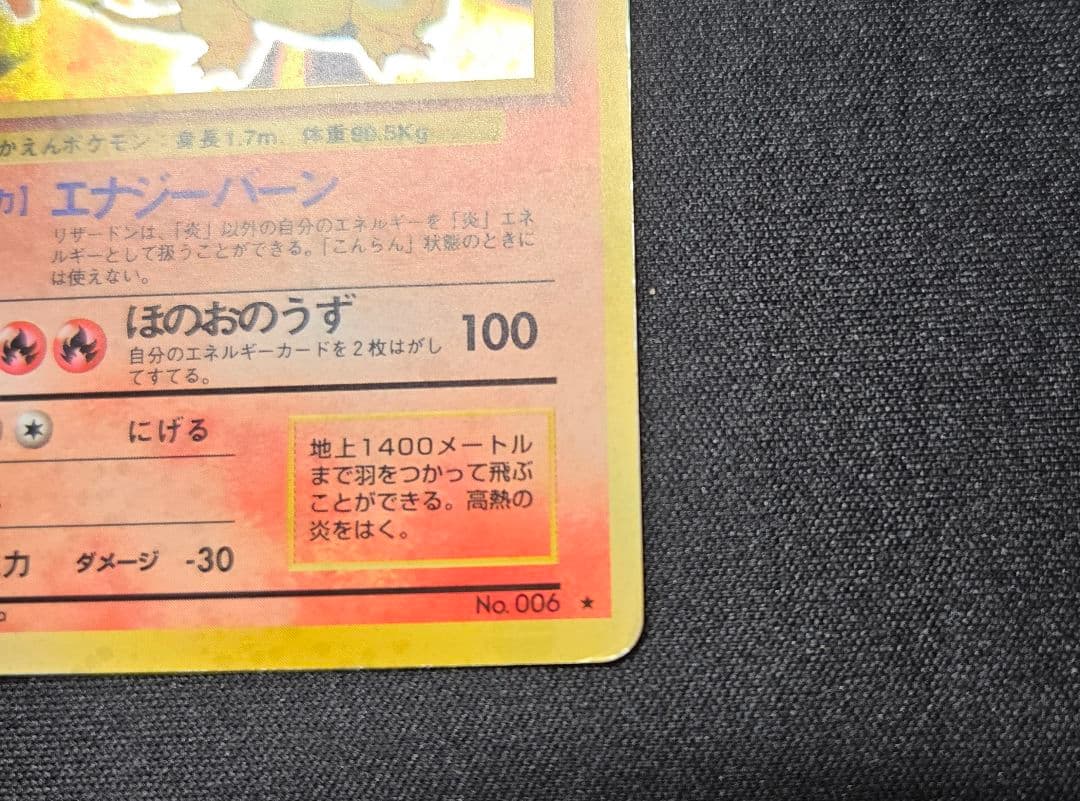 かえんポケモン 身長1.7m. 体重90.5Kg
力] エナジーバーン
リザードンは、「炎」以外の自分のエネルギーを「炎」エネ
ルギーとして扱うことができる。「こんらん」状態のときに
は使えない。
ほのおのうず 100
自分のエネルギーカードを2枚はがし
てすてる。
にげる
地上1400メートル
まで羽をつかって飛ぶ
ことができる。高熱の
炎をはく。
力 ダメージ -30
No. 006 ★